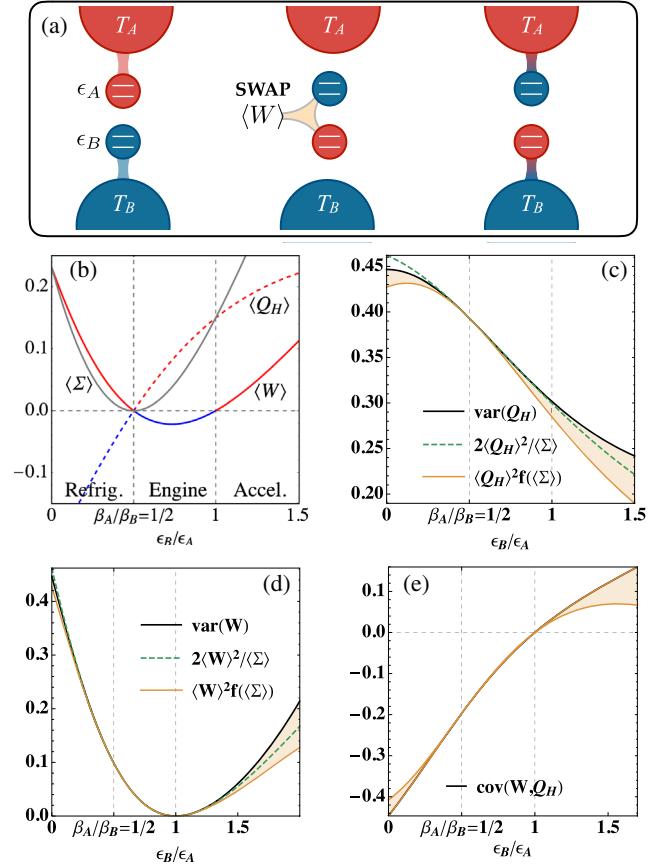 (a)
T_A
T_A
T_A
ϵ_A
SWAP
⟨W⟩
ϵ_B
T_B
T_B
T_B
(b)
0.2
0.1
0.0
−0.1
⟨Q_H⟩
⟨Σ⟩
⟨W⟩
Refrig. Engine Accel.
0 β_A/β_B=1/2 1 1.5
ϵ_B/ϵ_A
(c)
0.45
0.40
0.35
0.30
0.25
0.20
var(Q_H)
2⟨Q_H⟩²/⟨Σ⟩
⟨Q_H⟩²f(⟨Σ⟩)
0 β_A/β_B=1/2 1 1.5
ϵ_B/ϵ_A
(d)
0.4
0.3
0.2
0.1
0.0
var(W)
2⟨W⟩²/⟨Σ⟩
⟨W⟩²f(⟨Σ⟩)
0 β_A/β_B=1/2 1 1.5
ϵ_B/ϵ_A
(e)
0.1
0.0
−0.1
−0.2
−0.3
−0.4
cov(W,Q_H)
0 β_A/β_B=1/2 1 1.5
ϵ_B/ϵ_A